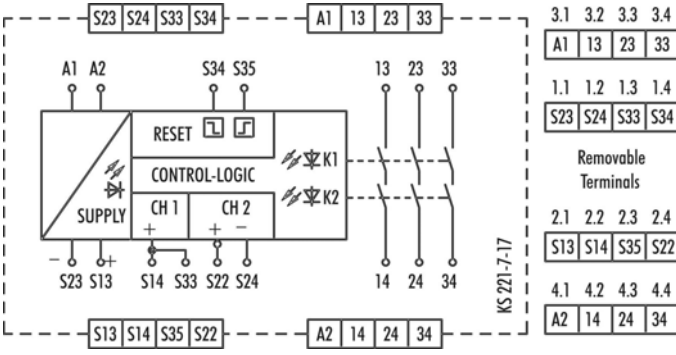 S23 S24 S33 S34 A1 13 23 33
3.1 3.2 3.3 3.4
A1 13 23 33
A1 A2 S34 S35 13 23 33
1.1 1.2 1.3 1.4
S23 S24 S33 S34
RESET
K1
CONTROL-LOGIC
Removable
Terminals
K2
SUPPLY
CH 1 CH 2
+ + −
2.1 2.2 2.3 2.4
S13 S14 S35 S22
− +
S23 S13 S14 S33 S22 S24 14 24 34
KS 221-7-17
4.1 4.2 4.3 4.4
A2 14 24 34
S13 S14 S35 S22 A2 14 24 34